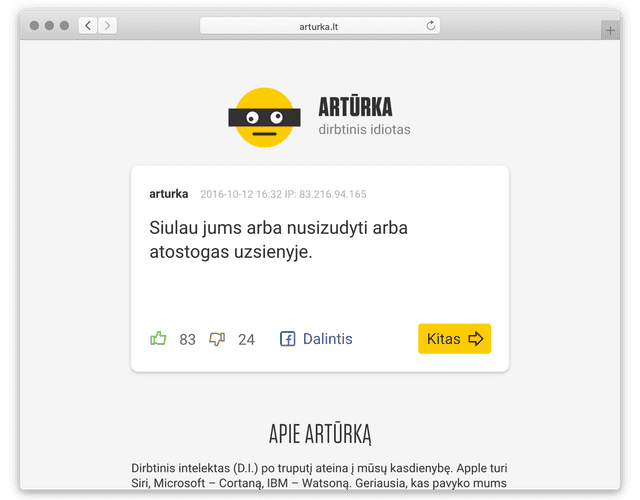 arturka.lt
ARTŪRKA
dirbtinis idiotas
arturka 2016-10-12 16:32 IP: 83.216.94.165
Siulau jums arba nusizudyti arba
atostogas uzsienyje.
83 24 Dalintis Kitas
APIE ARTŪRKĄ
Dirbtinis intelektas (D.I.) po truputį ateina į mūsų kasdienybę. Apple turi
Siri, Microsoft – Cortaną, IBM – Watsoną. Geriausia, kas pavyko mums